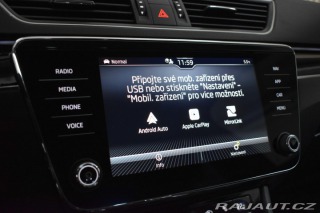 Normal
11:59
RADIO
MEDIA
PHONE
VOICE
Připojte své mob. zařízení přes
USB nebo stiskněte "Nastavení" -
"Mobil. zařízení" pro více možností.
Android Auto
Apple CarPlay
MirrorLink
Info
Nastavení
RAJAUT.CZ